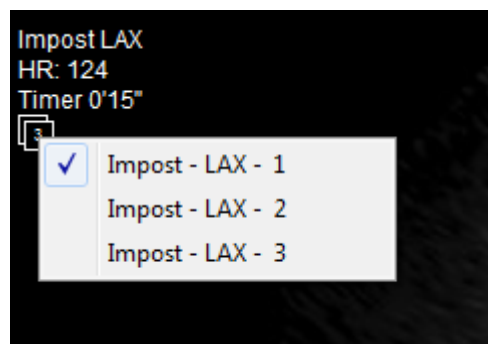 Impost LAX
HR: 124
Timer 0'15"
3
Impost - LAX - 1
Impost - LAX - 2
Impost - LAX - 3